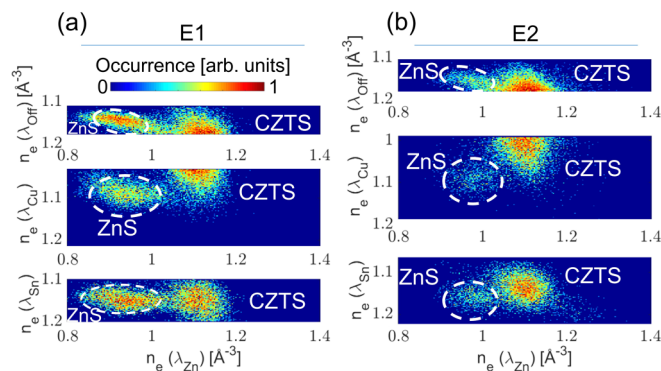 (a)
E1
Occurrence [arb. units]
0
1
n_e (λ_Off) [Å⁻³]
1.1
1.2
ZnS
CZTS
0.8
1
1.2
1.4
n_e (λ_Cu)
1.1
1.2
CZTS
ZnS
0.8
1
1.2
1.4
n_e (λ_Sn)
1.1
1.2
ZnS
CZTS
0.8
1
1.2
1.4
n_e (λ_Zn) [Å⁻³]
(b)
E2
n_e (λ_Off) [Å⁻³]
1.1
1.2
ZnS
CZTS
0.8
1
1.2
1.4
n_e (λ_Cu)
1
1.1
1.2
ZnS
CZTS
0.8
1
1.2
1.4
n_e (λ_Sn)
1.1
1.2
ZnS
CZTS
0.8
1
1.2
1.4
n_e (λ_Zn) [Å⁻³]